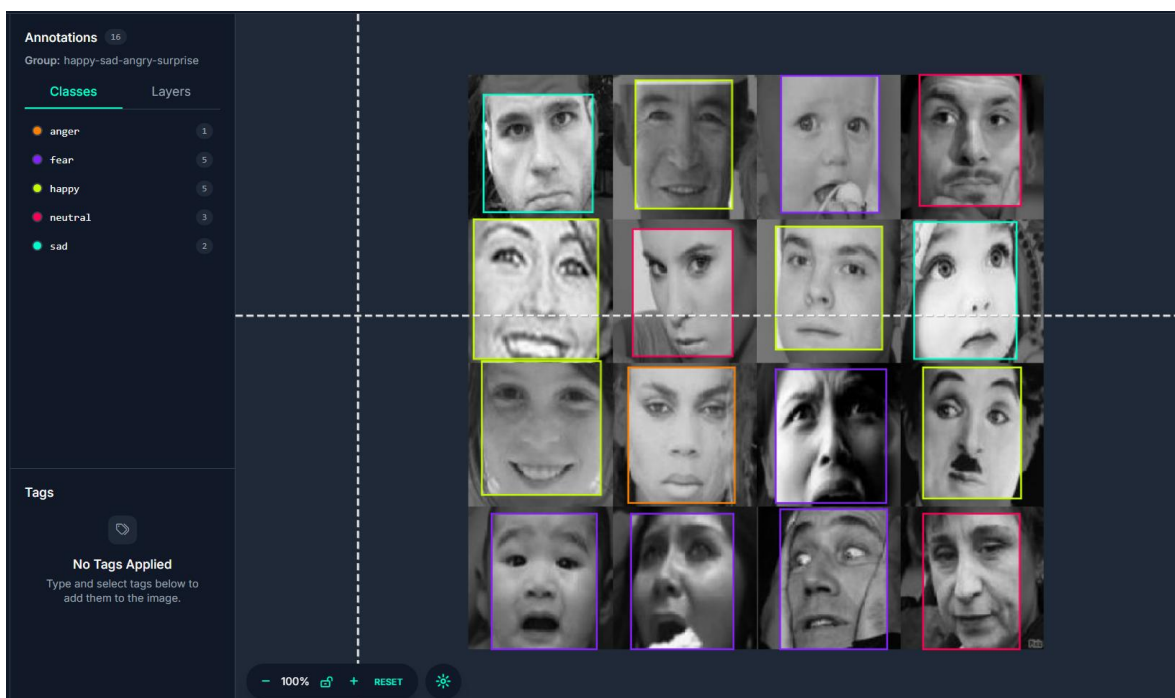 Annotations 16
Group: happy-sad-angry-surprise
Classes Layers
anger 1
fear 5
happy 5
neutral 3
sad 2
Tags
No Tags Applied
Type and select tags below to
add them to the image.
− 100% + RESET